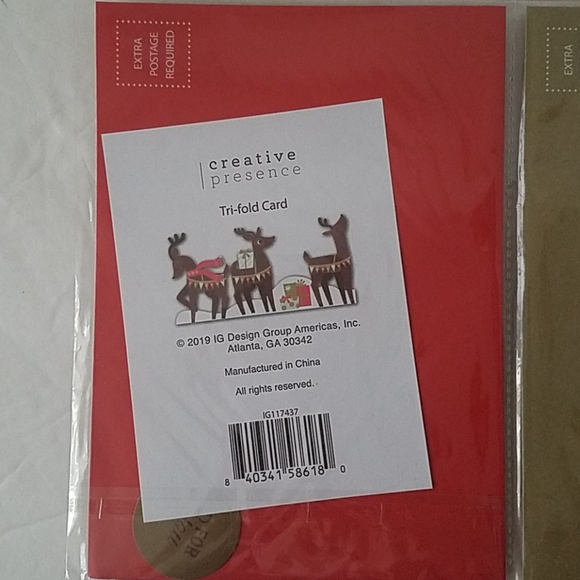 EXTRA
POSTAGE
REQUIRED
EXTRA
creative
presence
Tri-fold Card
© 2019 IG Design Group Americas, Inc.
Atlanta, GA 30342
Manufactured in China
All rights reserved.
IG117437
8 40341 58618 0
FOR